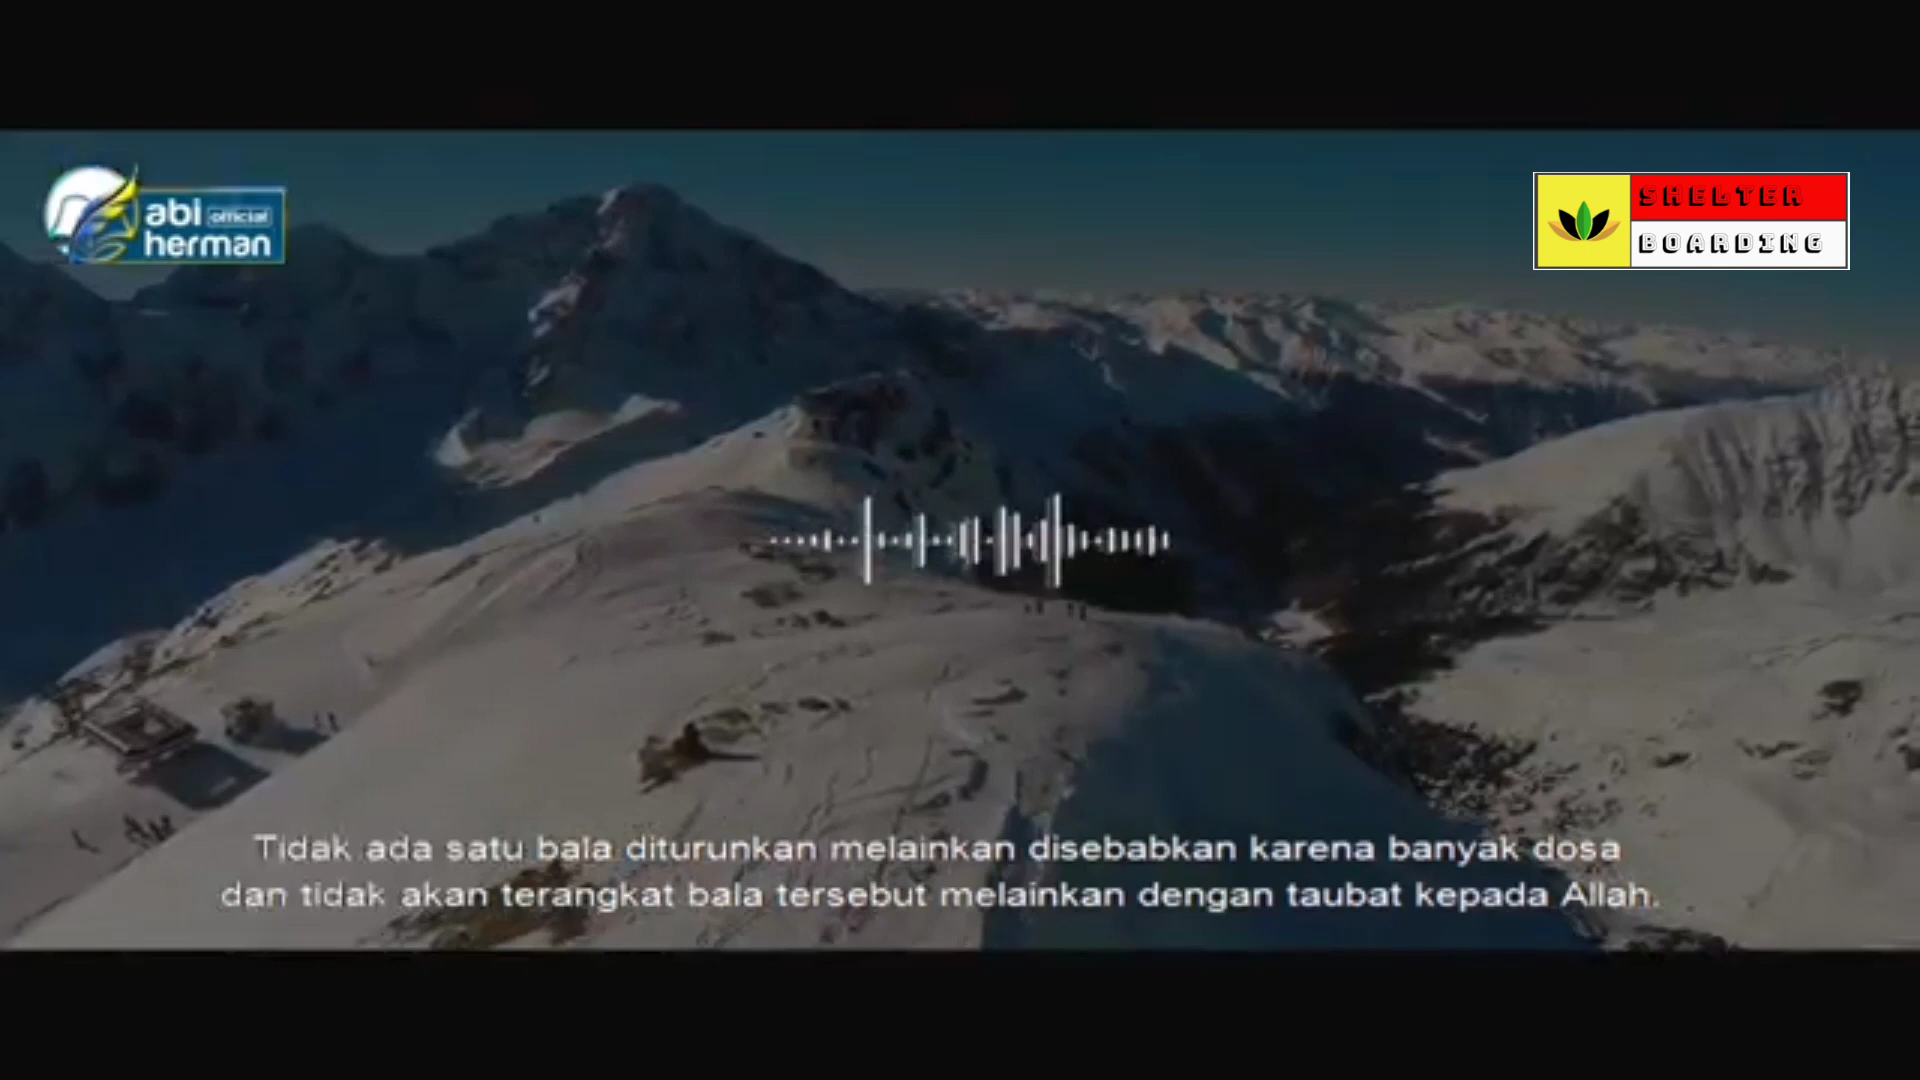 abi official
herman
SHELTER
BOARDING
Tidak ada satu bala diturunkan melainkan disebabkan karena banyak dosa
dan tidak akan terangkat bala tersebut melainkan dengan taubat kepada Allah.